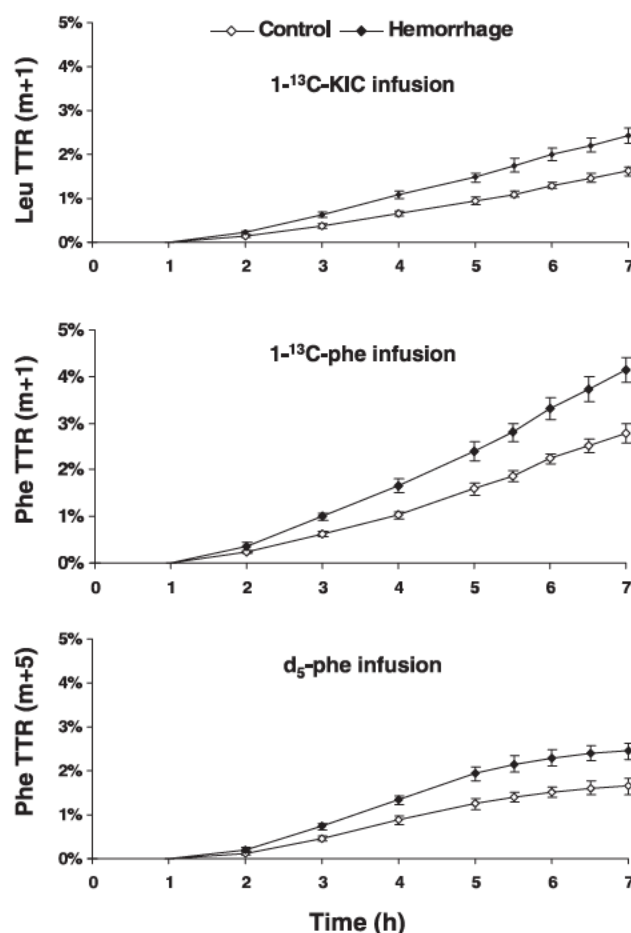 Control Hemorrhage
1-¹³C-KIC infusion
Leu TTR (m+1)
5%
4%
3%
2%
1%
0%
0 1 2 3 4 5 6 7
1-¹³C-phe infusion
Phe TTR (m+1)
5%
4%
3%
2%
1%
0%
0 1 2 3 4 5 6 7
d₅-phe infusion
Phe TTR (m+5)
5%
4%
3%
2%
1%
0%
0 1 2 3 4 5 6 7
Time (h)